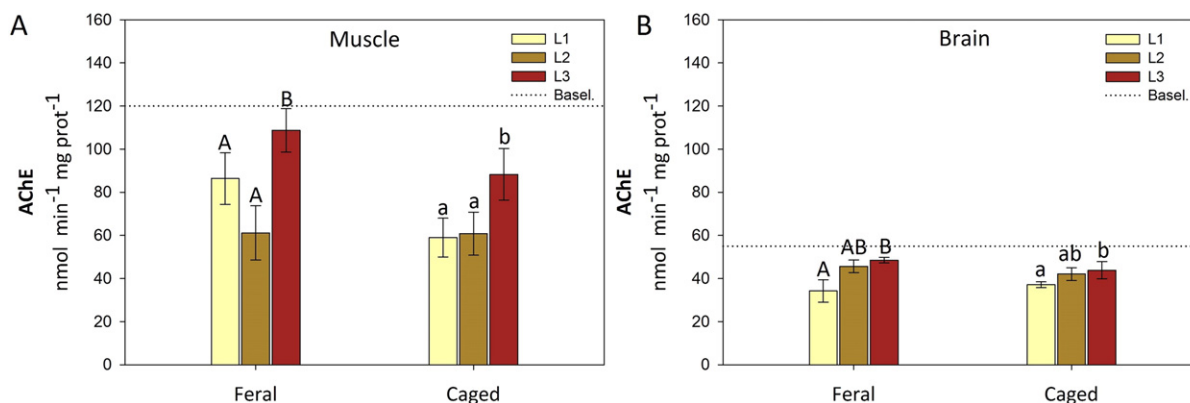 A
Muscle
L1
L2
L3
Basel.
AChE
nmol min⁻¹ mg prot⁻¹
160
140
120
100
80
60
40
20
0
A
A
B
a
a
b
Feral
Caged
B
Brain
L1
L2
L3
Basel.
AChE
nmol min⁻¹ mg prot⁻¹
160
140
120
100
80
60
40
20
0
A
AB
B
a
ab
b
Feral
Caged